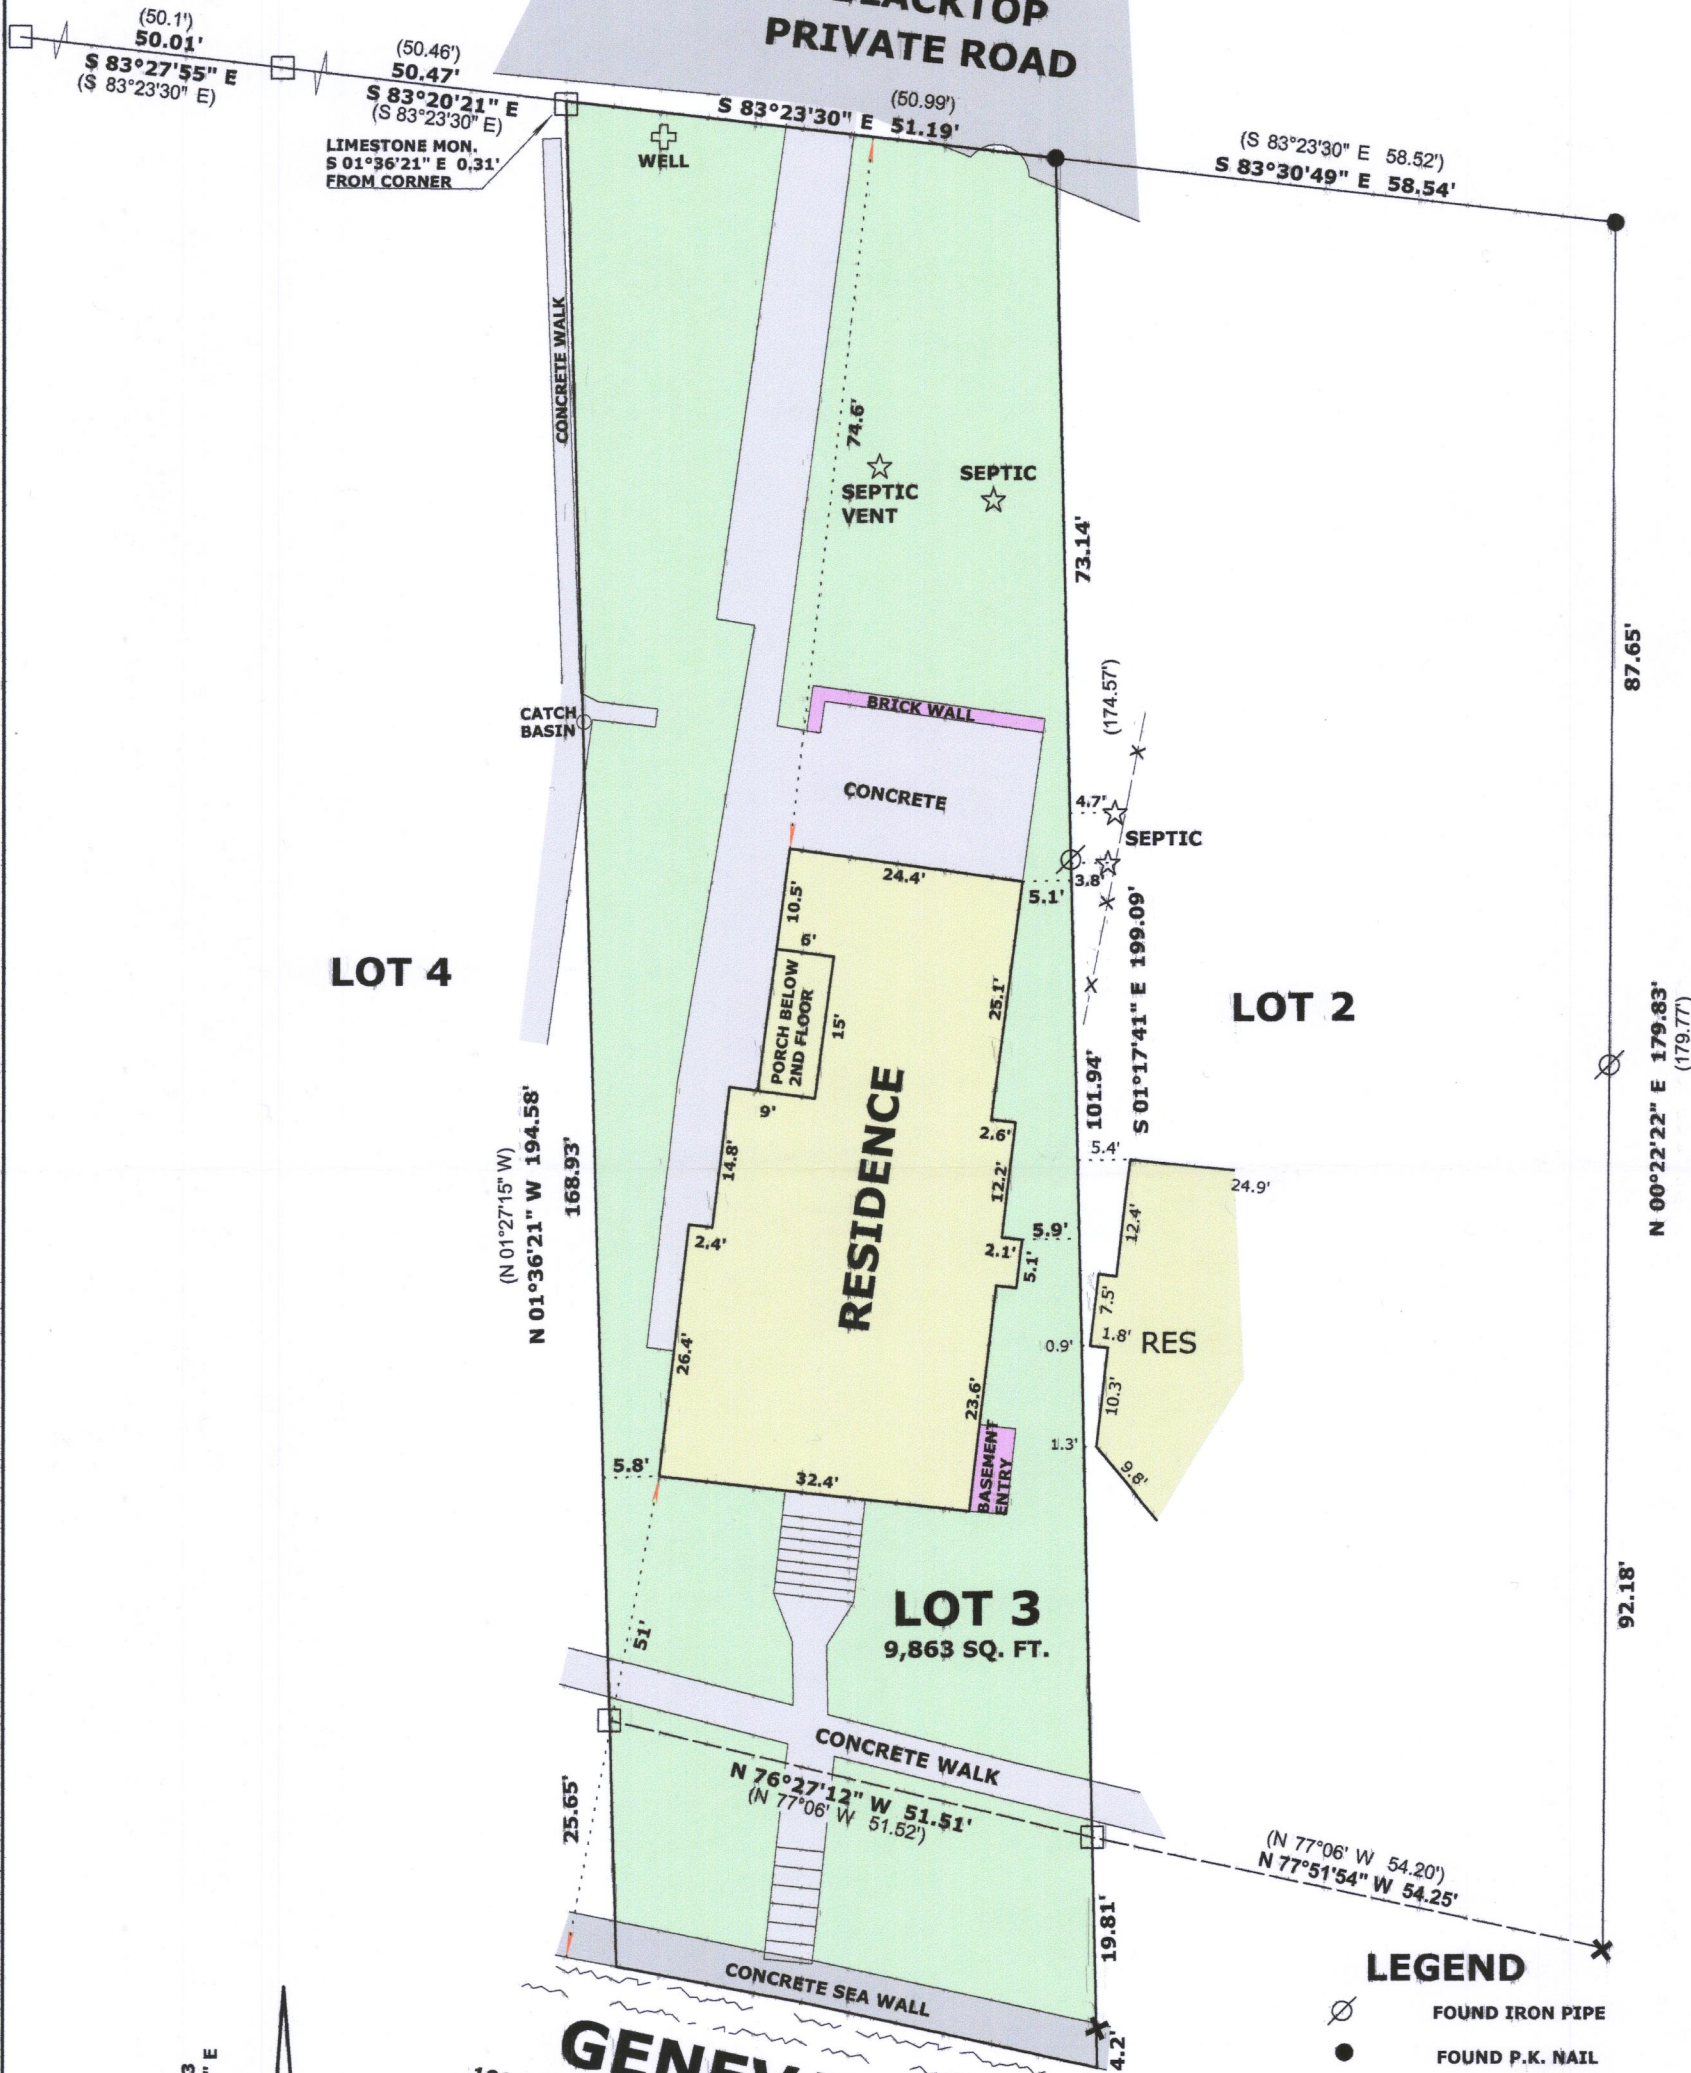 PRIVATE ROAD
(50.1')
50.01'
S 83°27'55" E
(S 83°23'30" E)
(50.46')
50.47'
S 83°20'21" E
(S 83°23'30" E)
(50.99')
S 83°23'30" E 51.19'
(S 83°23'30" E 58.52')
S 83°30'49" E 58.54'
LIMESTONE MON.
S 01°36'21" E 0.31'
FROM CORNER
WELL
CONCRETE WALK
74.6'
SEPTIC
VENT
SEPTIC
73.14'
87.65'
(174.57')
CATCH
BASIN
BRICK WALL
CONCRETE
4.7'
SEPTIC
3.8'
24.4'
5.1'
10.5'
6'
PORCH BELOW
2ND FLOOR
15'
25.1'
LOT 4
LOT 2
101.94'
S 01°17'41" E 199.09'
N 00°22'22" E 179.83'
(179.77')
(N 01°27'15" W)
N 01°36'21" W 194.58'
168.93'
9'
14.8'
2.4'
RESIDENCE
2.6'
12.2'
5.9'
2.1'
5.1'
5.4'
24.9'
12.4'
7.5'
0.9'
1.8'
RES
10.3'
1.3'
9.8'
26.4'
23.6'
BASEMENT
ENTRY
5.8'
32.4'
LOT 3
9,863 SQ. FT.
51'
92.18'
CONCRETE WALK
N 76°27'12" W 51.51'
(N 77°06' W 51.52')
(N 77°06' W 54.20')
N 77°51'54" W 54.25'
25.65'
19.81'
CONCRETE SEA WALL
4.2'
LEGEND
FOUND IRON PIPE
FOUND P.K. NAIL